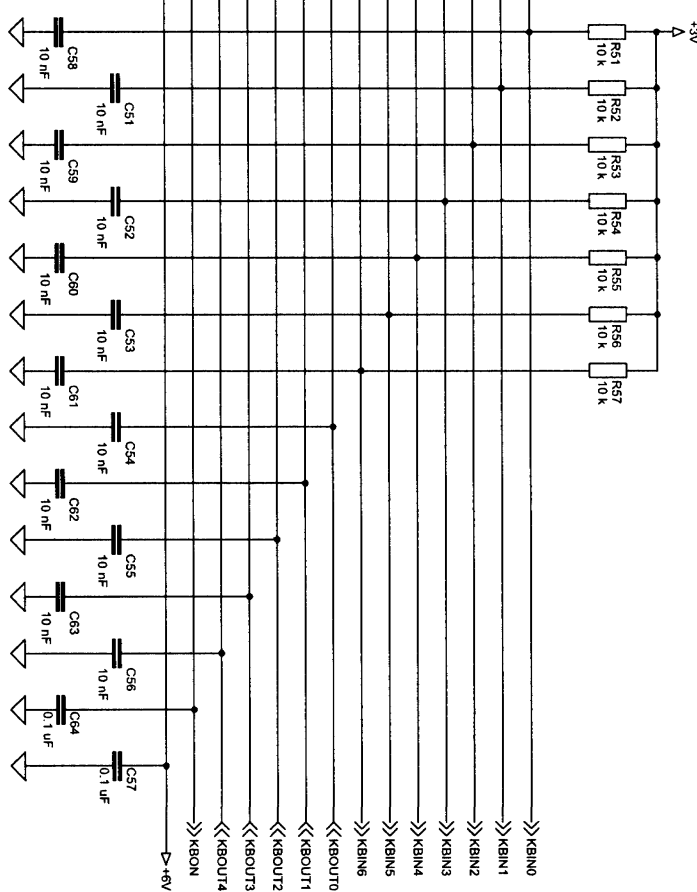 +3V
R51
10 k
R52
10 k
R53
10 k
R54
10 k
R55
10 k
R56
10 k
R57
10 k
C58
10 nF
C51
10 nF
C59
10 nF
C52
10 nF
C60
10 nF
C53
10 nF
C61
10 nF
C54
10 nF
C62
10 nF
C55
10 nF
C63
10 nF
C56
10 nF
C64
0.1 uF
C57
0.1 uF
KBIN0
KBIN1
KBIN2
KBIN3
KBIN4
KBIN5
KBIN6
KBOUT0
KBOUT1
KBOUT2
KBOUT3
KBOUT4
KBON
+6V